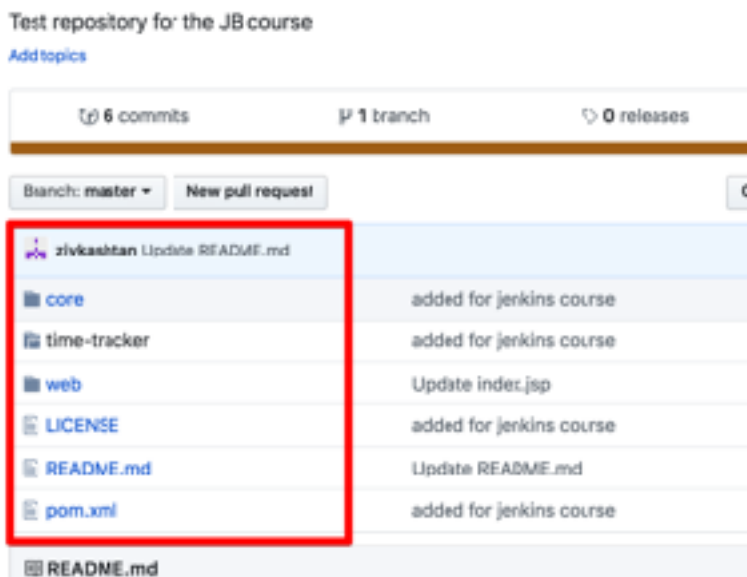 Test repository for the JB course
Add topics
6 commits 1 branch 0 releases
Branch: master New pull request
zivkashtan Update README.md
core added for jenkins course
time-tracker added for jenkins course
web Update index.jsp
LICENSE added for jenkins course
README.md Update README.md
pom.xml added for jenkins course
README.md